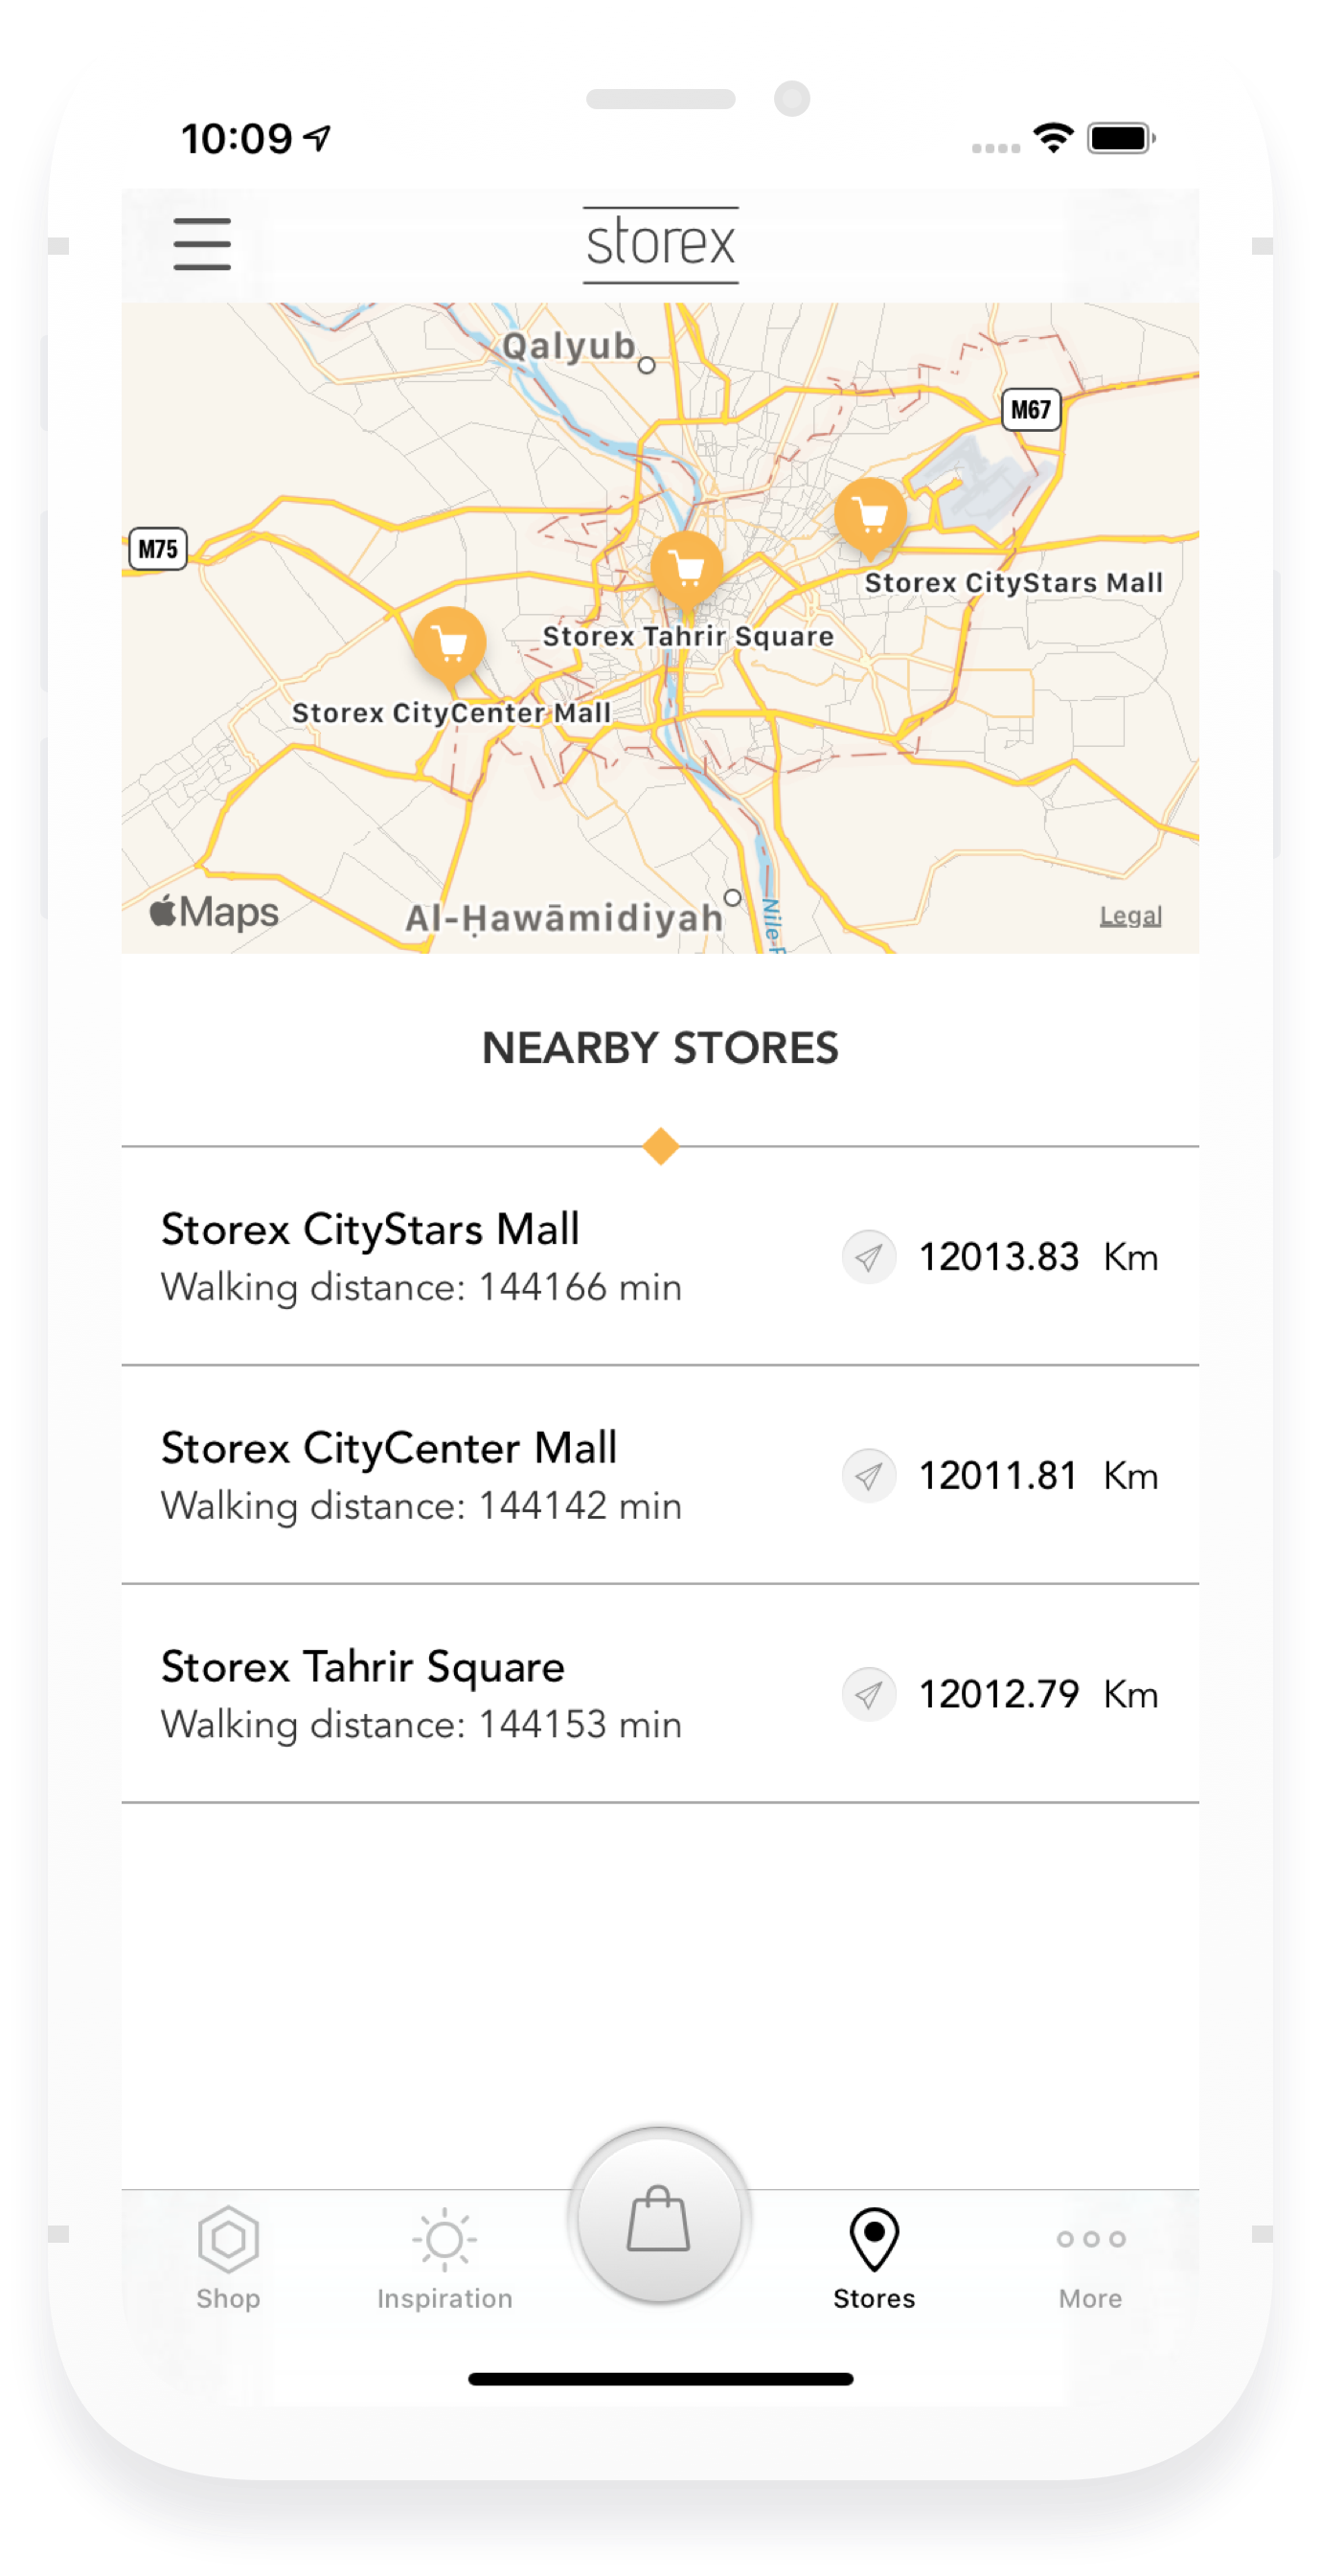 10:09
storex
Qalyub
M67
M75
Storex CityStars Mall
Storex Tahrir Square
Storex CityCenter Mall
Maps
Al-Ḥawāmidiyah
Nile
Legal
NEARBY STORES
Storex CityStars Mall
Walking distance: 144166 min
12013.83 Km
Storex CityCenter Mall
Walking distance: 144142 min
12011.81 Km
Storex Tahrir Square
Walking distance: 144153 min
12012.79 Km
Shop
Inspiration
Stores
More